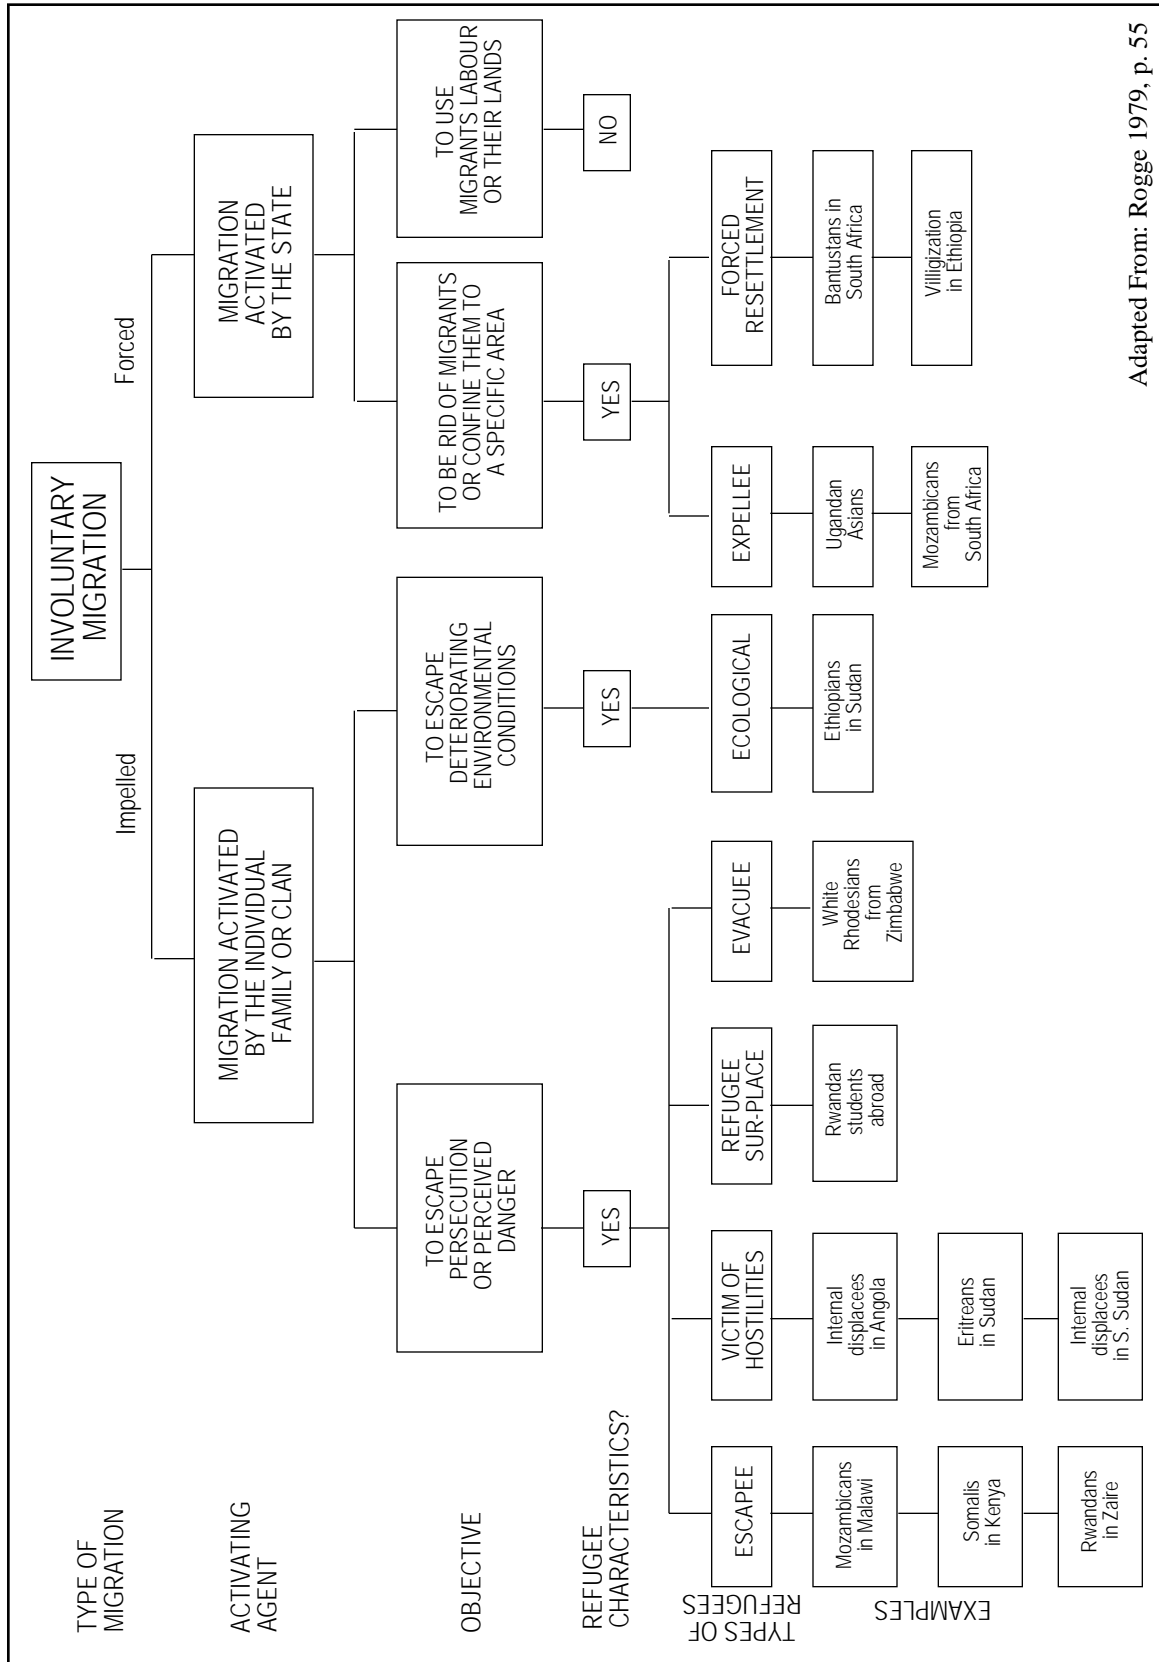 INVOLUNTARY
MIGRATION
Impelled
Forced
TYPE OF
MIGRATION
ACTIVATING
AGENT
MIGRATION ACTIVATED
BY THE INDIVIDUAL
FAMILY OR CLAN
MIGRATION
ACTIVATED
BY THE STATE
OBJECTIVE
TO ESCAPE
PERSECUTION
OR PERCEIVED
DANGER
TO ESCAPE
DETERIORATING
ENVIRONMENTAL
CONDITIONS
TO BE RID OF MIGRANTS
OR CONFINE THEM TO
A SPECIFIC AREA
TO USE
MIGRANTS LABOUR
OR THEIR LANDS
REFUGEE
CHARACTERISTICS?
YES
YES
YES
NO
TYPES OF
REFUGEES
ESCAPEE
VICTIM OF
HOSTILITIES
REFUGEE
SUR-PLACE
EVACUEE
ECOLOGICAL
EXPELLEE
FORCED
RESETTLEMENT
EXAMPLES
Mozambicans
in Malawi
Internal
displacees
in Angola
Rwandan
students
abroad
White
Rhodesians
from
Zimbabwe
Ethiopians
in Sudan
Ugandan
Asians
Bantustans in
South Africa
Somalis
in Kenya
Eritreans
in Sudan
Mozambicans
from
South Africa
Villigization
in Ethiopia
Rwandans
in Zaire
Internal
displacees
in S. Sudan
Adapted From: Rogge 1979, p. 55